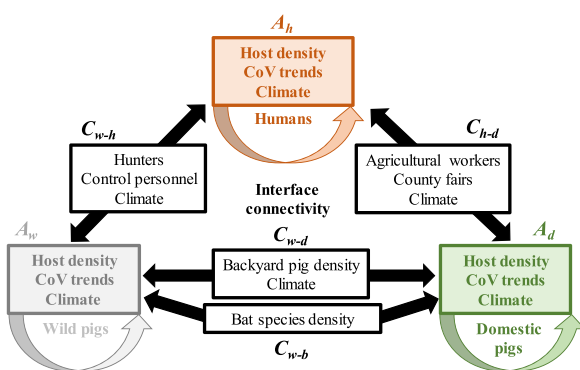 A_h
Host density
CoV trends
Climate
Humans
C_w-h
Hunters
Control personnel
Climate
C_h-d
Agricultural workers
County fairs
Climate
Interface
connectivity
A_w
Host density
CoV trends
Climate
Wild pigs
C_w-d
Backyard pig density
Climate
Bat species density
C_w-b
A_d
Host density
CoV trends
Climate
Domestic
pigs